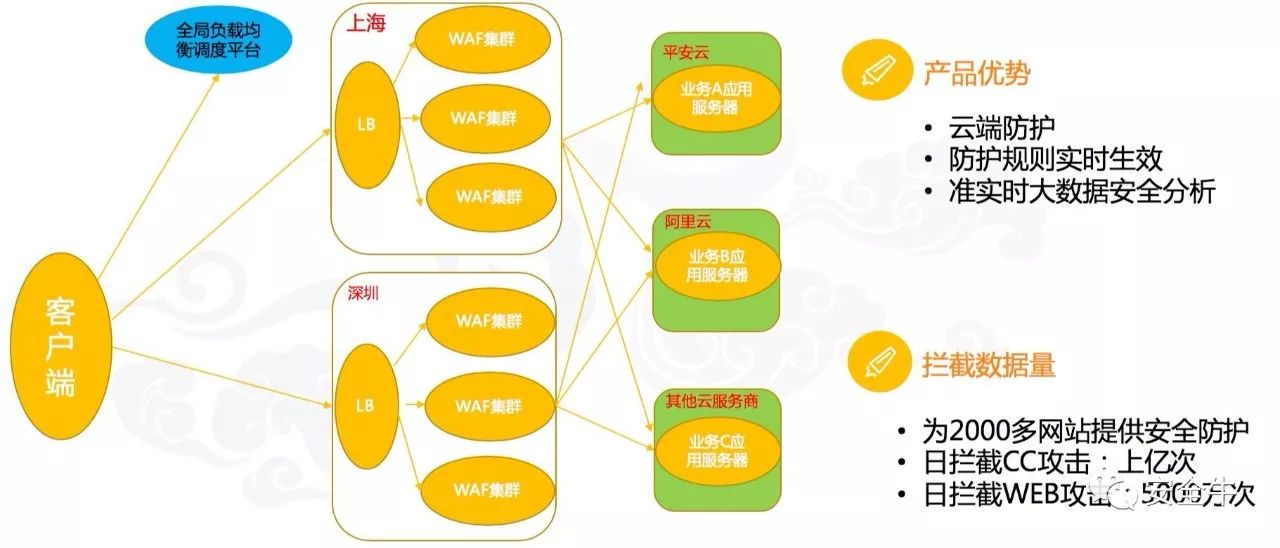 全局负载均
衡调度平台
上海
WAF集群
LB
WAF集群
WAF集群
客
户
端
深圳
WAF集群
LB
WAF集群
WAF集群
平安云
业务A应用
服务器
阿里云
业务B应
用服务器
其他云服务商
业务C应
用服务器
产品优势
• 云端防护
• 防护规则实时生效
• 准实时大数据安全分析
拦截数据量
• 为2000多网站提供安全防护
• 日拦截CC攻击：上亿次
• 日拦截WEB攻击：5000万次
安全牛